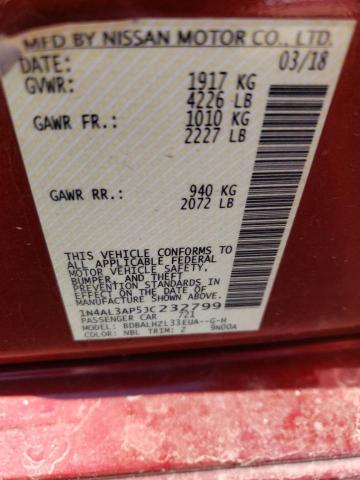 MFD BY NISSAN MOTOR CO., LTD.
DATE: 03/18
GVWR: 1917 KG
4226 LB
GAWR FR.: 1010 KG
2227 LB
GAWR RR.: 940 KG
2072 LB
THIS VEHICLE CONFORMS TO
ALL APPLICABLE FEDERAL
MOTOR VEHICLE SAFETY,
BUMPER, AND THEFT
PREVENTION STANDARDS
IN EFFECT ON THE DATE OF
MANUFACTURE SHOWN ABOVE.
1N4AL3AP5JC232799
PASSENGER CAR 721
MODEL: BDBALHZL33EUA--G-H
COLOR: NBL TRIM: Z 9N00A